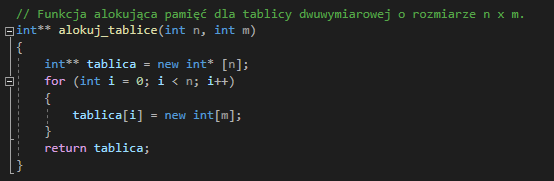 // Funkcja alokująca pamięć dla tablicy dwuwymiarowej o rozmiarze n x m.
int** alokuj_tablice(int n, int m)
{
    int** tablica = new int* [n];
    for (int i = 0; i < n; i++)
    {
        tablica[i] = new int[m];
    }
    return tablica;
}